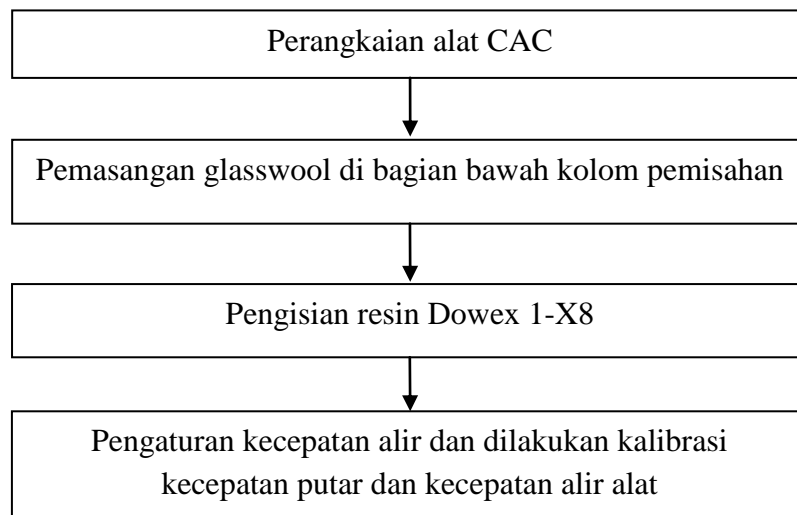 Perangkaian alat CAC
Pemasangan glasswool di bagian bawah kolom pemisahan
Pengisian resin Dowex 1-X8
Pengaturan kecepatan alir dan dilakukan kalibrasi
kecepatan putar dan kecepatan alir alat